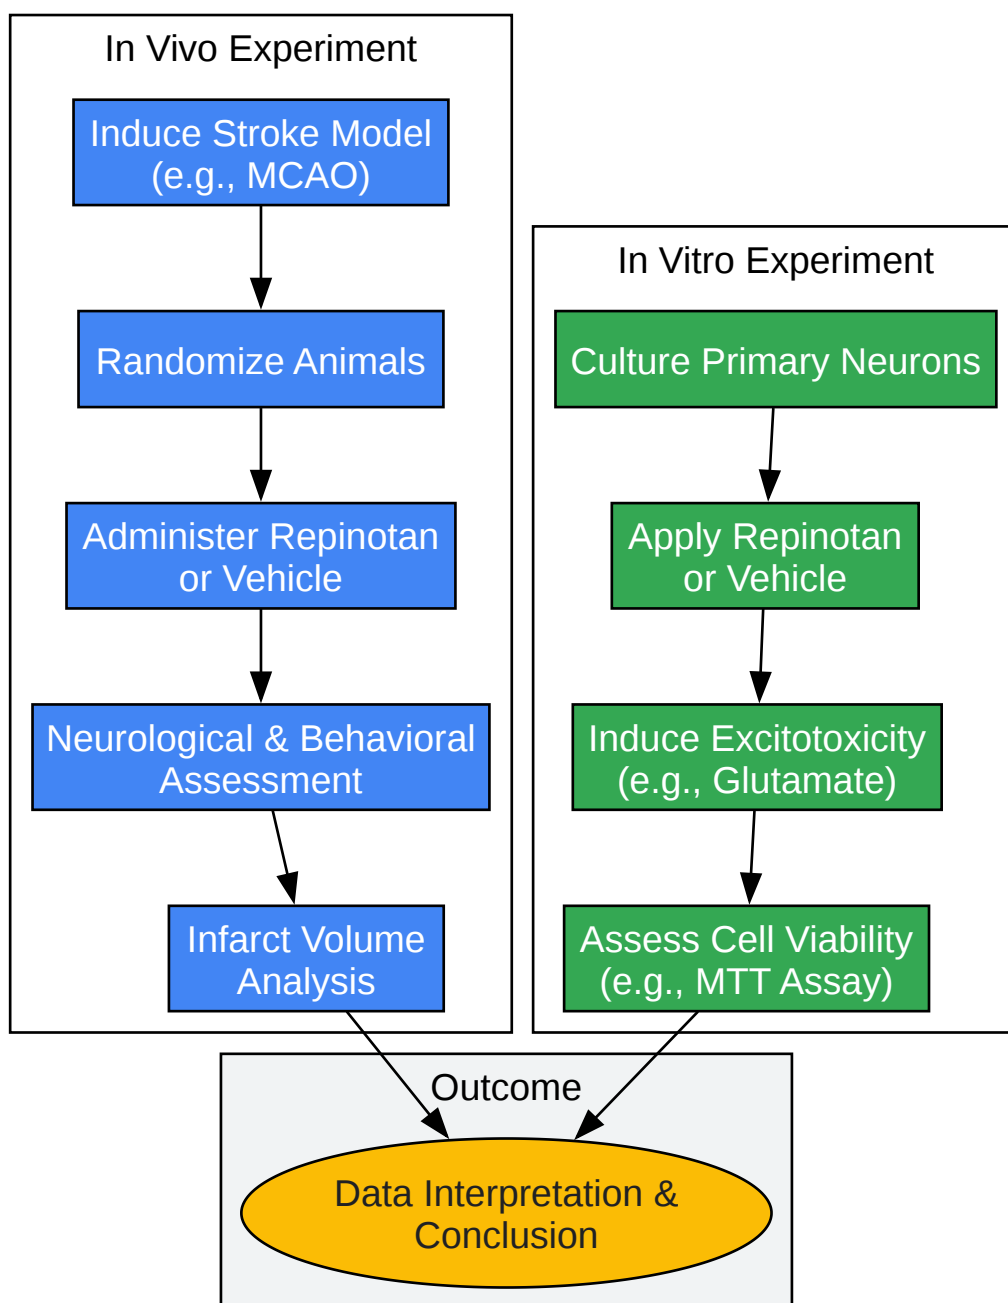 In Vivo Experiment
Induce Stroke Model
(e.g., MCAO)
Randomize Animals
Administer Repinotan
or Vehicle
Neurological & Behavioral
Assessment
Infarct Volume
Analysis
In Vitro Experiment
Culture Primary Neurons
Apply Repinotan
or Vehicle
Induce Excitotoxicity
(e.g., Glutamate)
Assess Cell Viability
(e.g., MTT Assay)
Outcome
Data Interpretation &
Conclusion